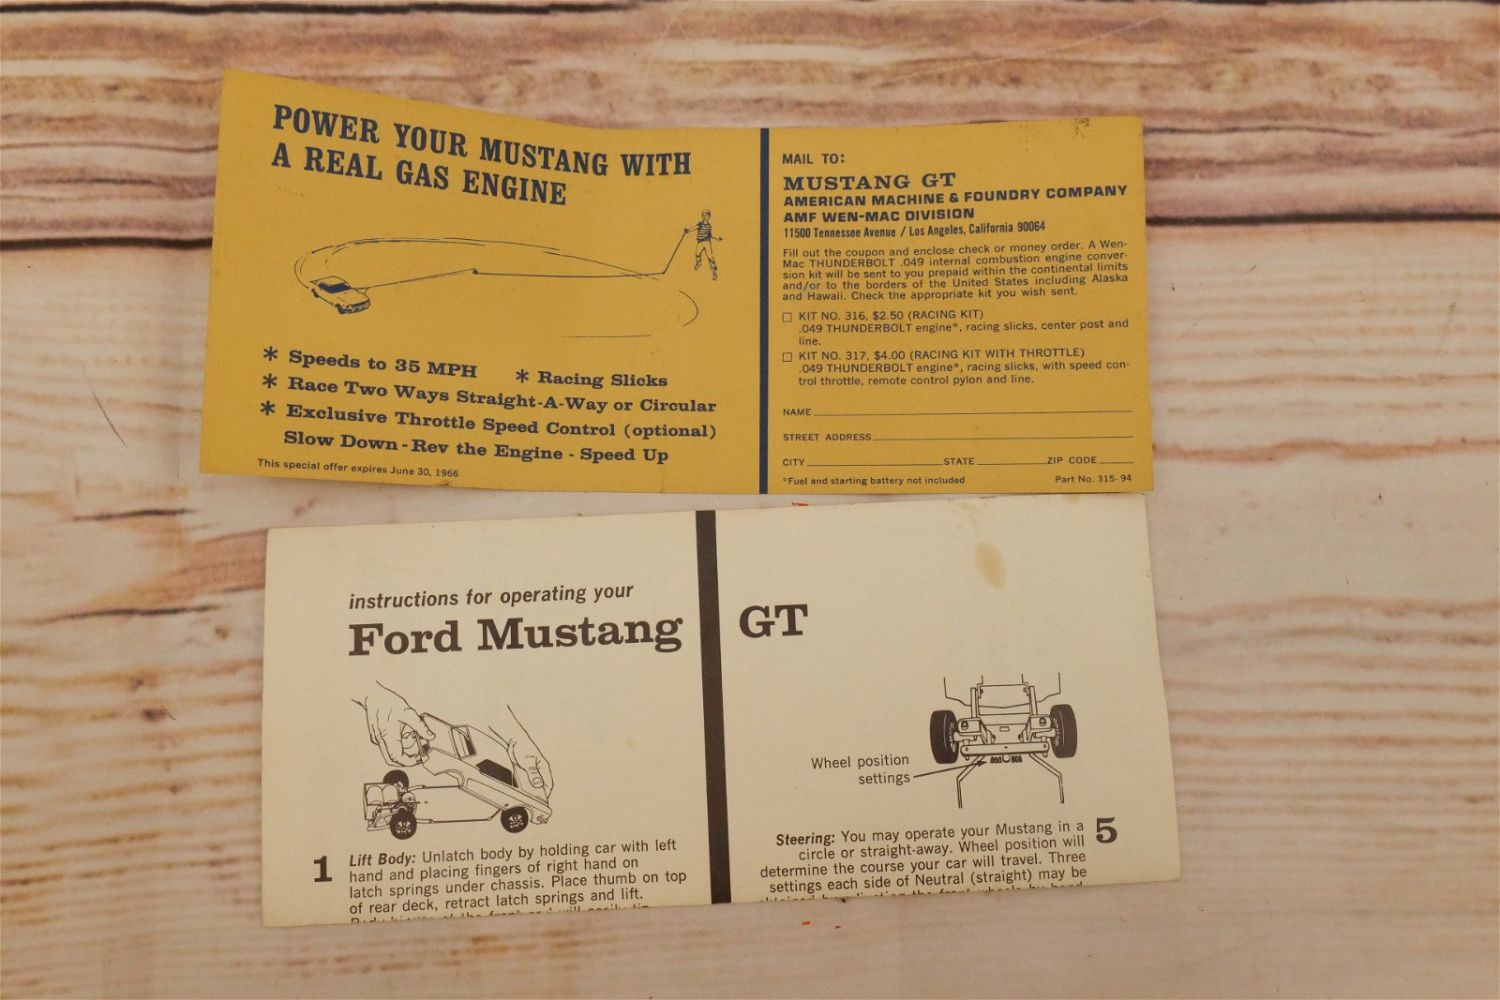 POWER YOUR MUSTANG WITH
A REAL GAS ENGINE
* Speeds to 35 MPH * Racing Slicks
* Race Two Ways Straight-A-Way or Circular
* Exclusive Throttle Speed Control (optional)
Slow Down - Rev the Engine - Speed Up
This special offer expires June 30, 1966
MAIL TO:
MUSTANG GT
AMERICAN MACHINE & FOUNDRY COMPANY
AMF WEN-MAC DIVISION
11500 Tennessee Avenue / Los Angeles, California 90064
Fill out the coupon and enclose check or money order. A Wen-
Mac THUNDERBOLT .049 internal combustion engine conver-
sion kit will be sent to you prepaid within the continental limits
and/or to the borders of the United States including Alaska
and Hawaii. Check the appropriate kit you wish sent.
☐ KIT NO. 316, $2.50 (RACING KIT)
.049 THUNDERBOLT engine*, racing slicks, center post and
line.
☐ KIT NO. 317, $4.00 (RACING KIT WITH THROTTLE)
.049 THUNDERBOLT engine*, racing slicks, with speed con-
trol throttle, remote control pylon and line.
NAME
STREET ADDRESS
CITY STATE ZIP CODE
*Fuel and starting battery not included Part No. 315-94
instructions for operating your
Ford Mustang GT
1 Lift Body: Unlatch body by holding car with left
hand and placing fingers of right hand on
latch springs under chassis. Place thumb on top
of rear deck, retract latch springs and lift.
Wheel position
settings
Steering: You may operate your Mustang in a 5
circle or straight-away. Wheel position will
determine the course your car will travel. Three
settings each side of Neutral (straight) may be